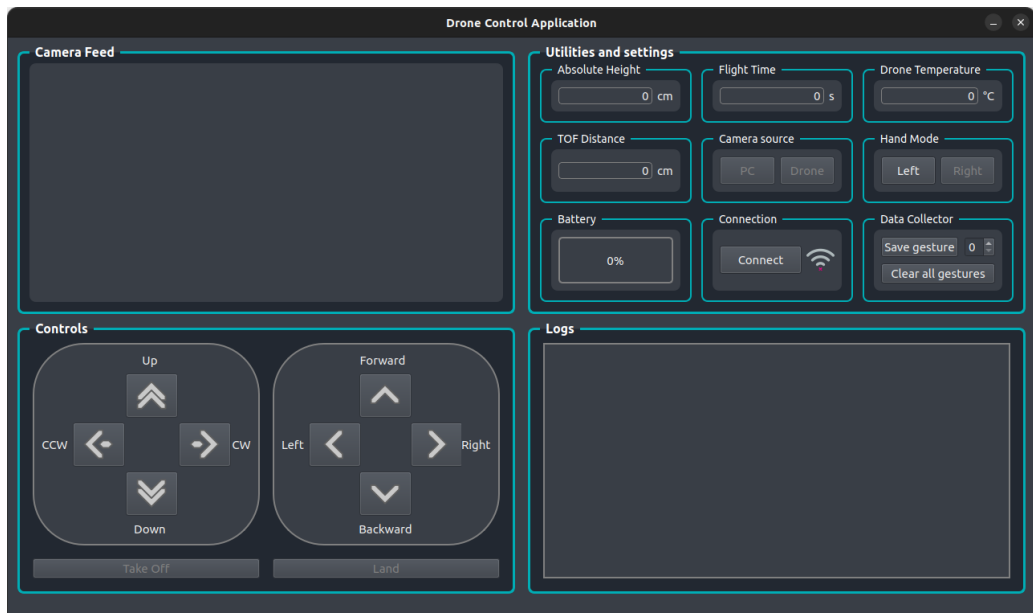 Drone Control Application
Camera Feed
Utilities and settings
Absolute Height
0 cm
Flight Time
0 s
Drone Temperature
0 °C
TOF Distance
0 cm
Camera source
PC Drone
Hand Mode
Left Right
Battery
0%
Connection
Connect
Data Collector
Save gesture 0
Clear all gestures
Controls
Up
CCW CW
Down
Forward
Left Right
Backward
Take Off Land
Logs